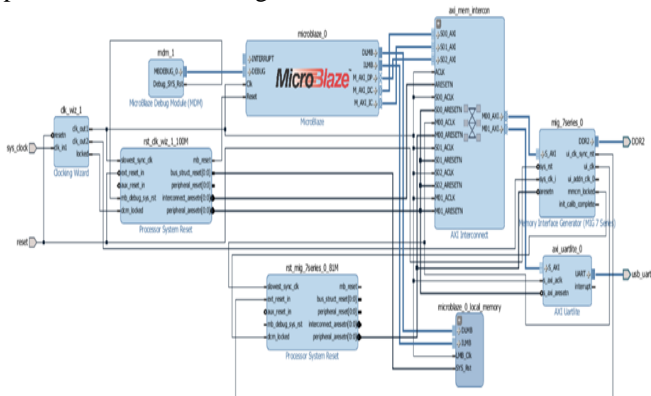 axi_mem_intercon
microblaze_0
mdm_1
MBDEBUG_0
Debug_SYS_Rst
MicroBlaze Debug Module (MDM)
INTERRUPT
DEBUG
Clk
Reset
MicroBlaze
DLMB
ILMB
M_AXI_DP
M_AXI_DC
M_AXI_IC
MicroBlaze
S00_AXI
S01_AXI
S02_AXI
ACLK
ARESETN
S00_ACLK
S00_ARESETN
M00_ACLK
M00_ARESETN
S01_ACLK
S01_ARESETN
S02_ACLK
S02_ARESETN
M01_ACLK
M01_ARESETN
M00_AXI
M01_AXI
AXI Interconnect
clk_wiz_1
resetn
clk_in1
clk_out1
clk_out2
locked
Clocking Wizard
sys_clock
reset
rst_clk_wiz_1_100M
slowest_sync_clk
ext_reset_in
aux_reset_in
mb_debug_sys_rst
dcm_locked
mb_reset
bus_struct_reset[0:0]
peripheral_reset[0:0]
interconnect_aresetn[0:0]
peripheral_aresetn[0:0]
Processor System Reset
mig_7series_0
S_AXI
sys_rst
sys_clk_i
aresetn
DDR2
ui_clk_sync_rst
ui_clk
ui_addn_clk_0
mmcm_locked
init_calib_complete
Memory Interface Generator (MIG 7 Series)
DDR2
axi_uartlite_0
S_AXI
s_axi_aclk
s_axi_aresetn
UART
interrupt
AXI Uartlite
usb_uart
rst_mig_7series_0_81M
slowest_sync_clk
ext_reset_in
aux_reset_in
mb_debug_sys_rst
dcm_locked
mb_reset
bus_struct_reset[0:0]
peripheral_reset[0:0]
interconnect_aresetn[0:0]
peripheral_aresetn[0:0]
Processor System Reset
microblaze_0_local_memory
DLMB
ILMB
LMB_Clk
SYS_Rst